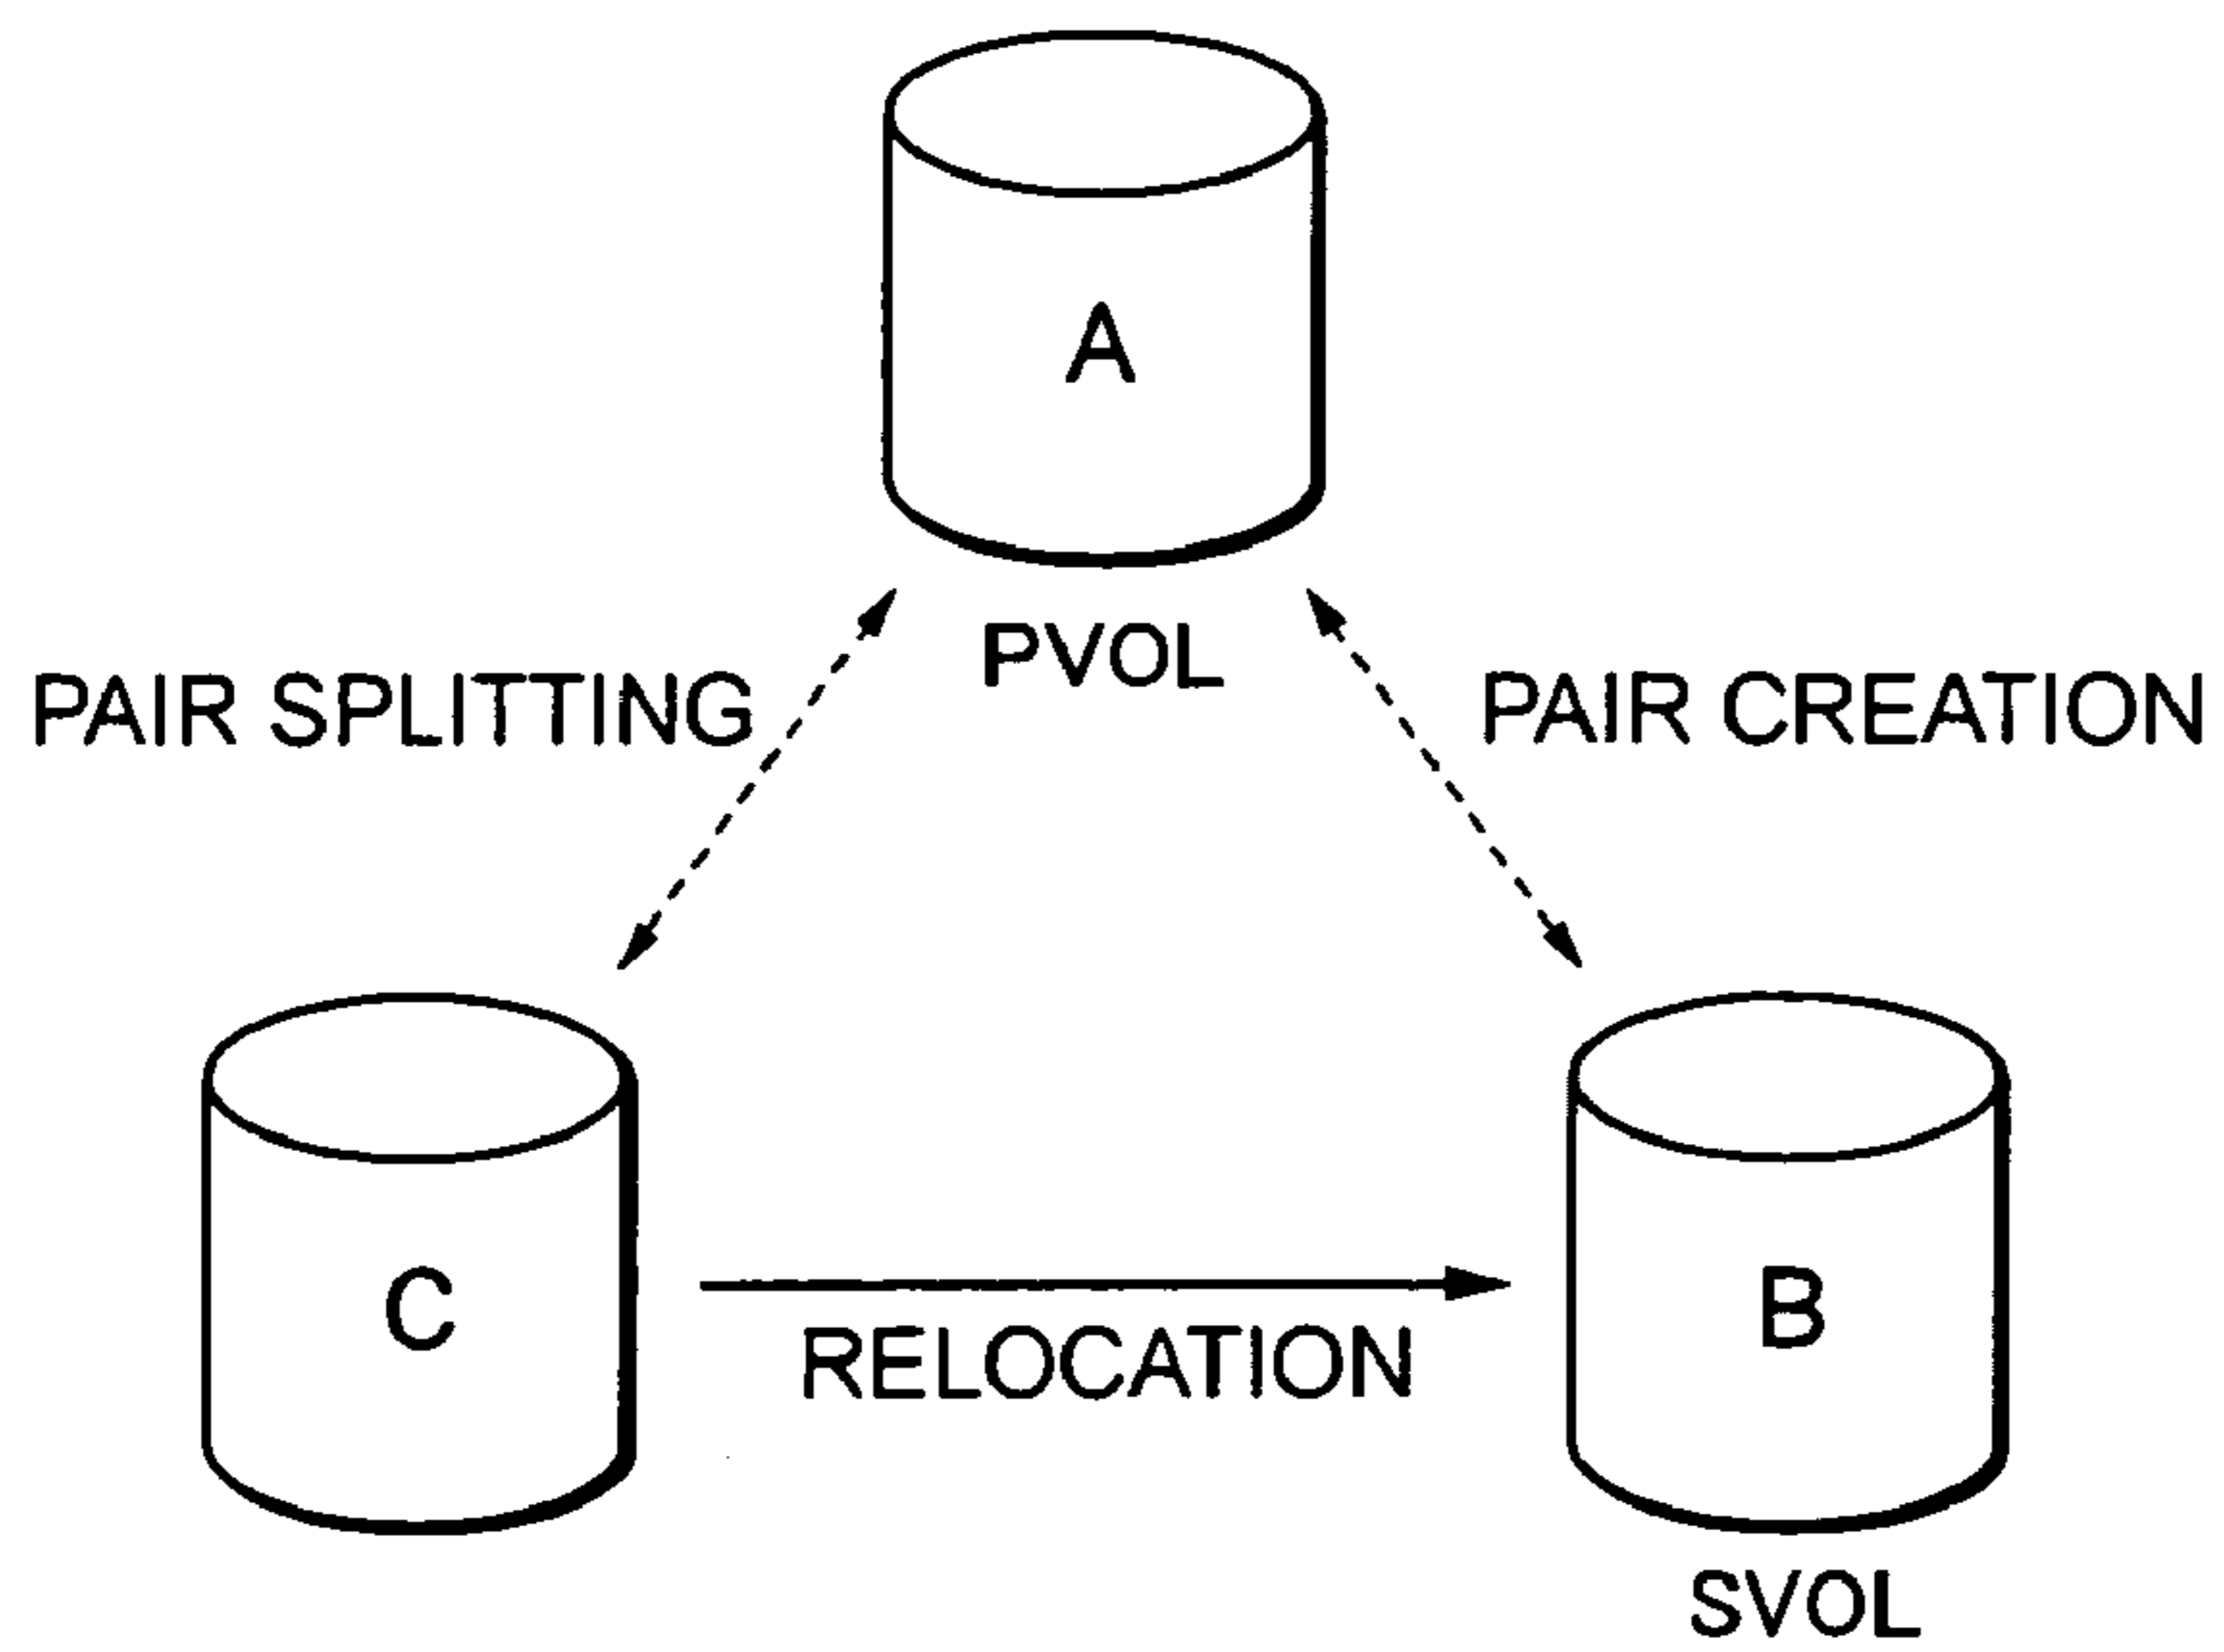 A
PVOL
PAIR SPLITTING
PAIR CREATION
C
RELOCATION
B
SVOL